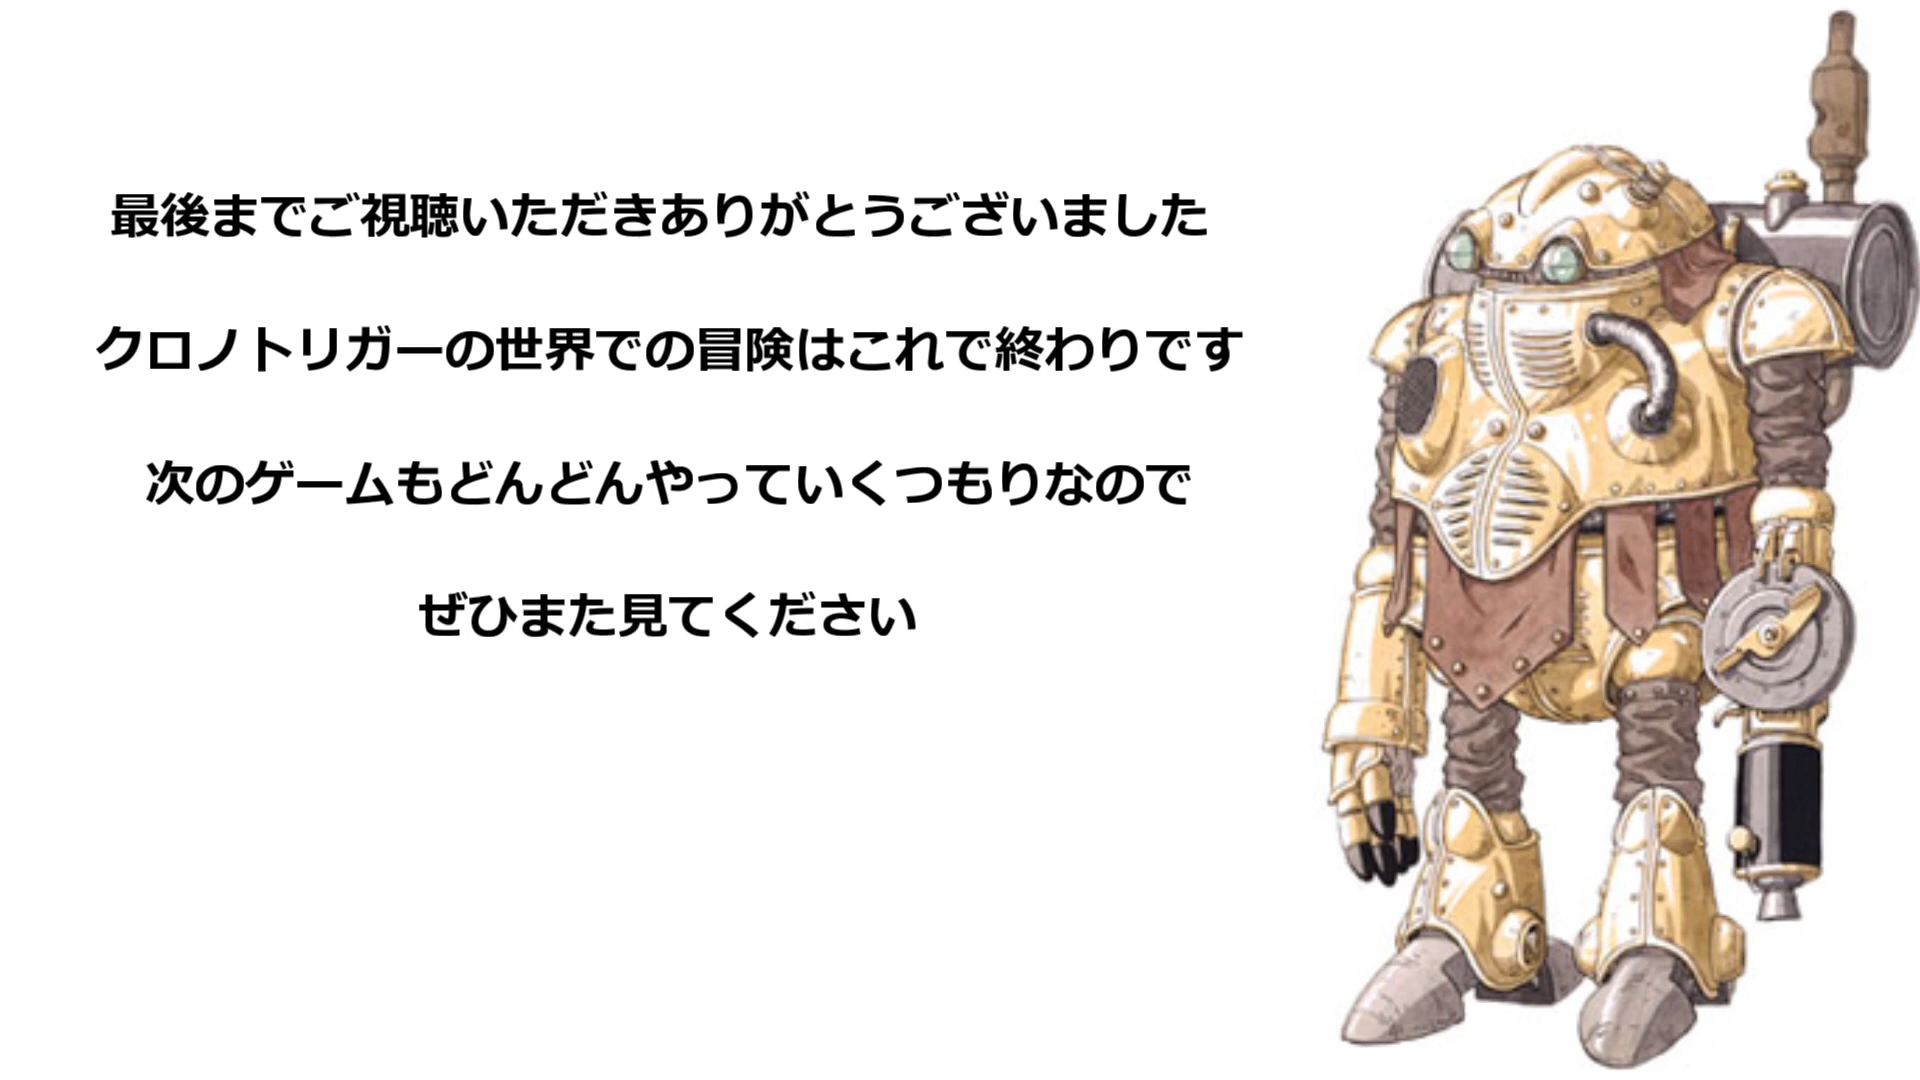 最後までご視聴いただきありがとうございました
クロノトリガーの世界での冒険はこれで終わりです
次のゲームもどんどんやっていくつもりなので
ぜひまた見てください